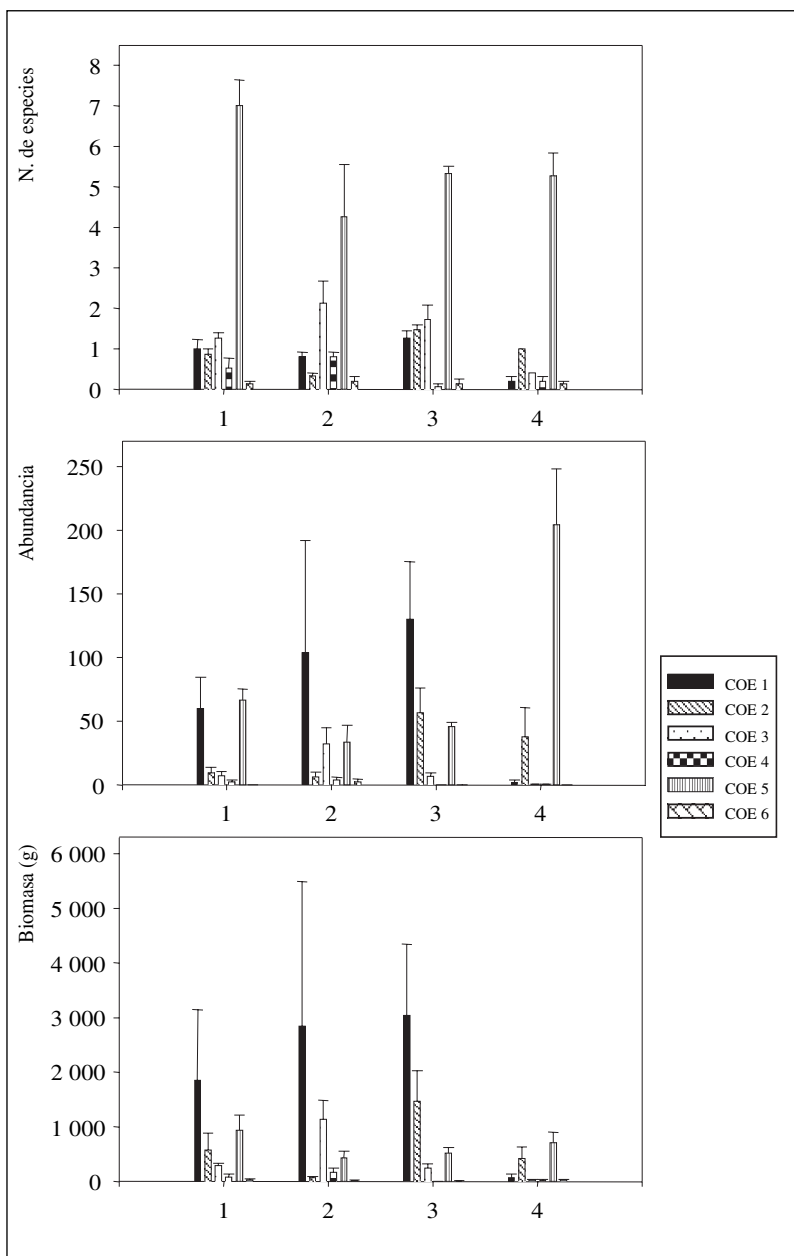 N. de especies
8
7
6
5
4
3
2
1
0
1 2 3 4
Abundancia
250
200
150
100
50
0
1 2 3 4
COE 1
COE 2
COE 3
COE 4
COE 5
COE 6
Biomasa (g)
6 000
5 000
4 000
3 000
2 000
1 000
0
1 2 3 4